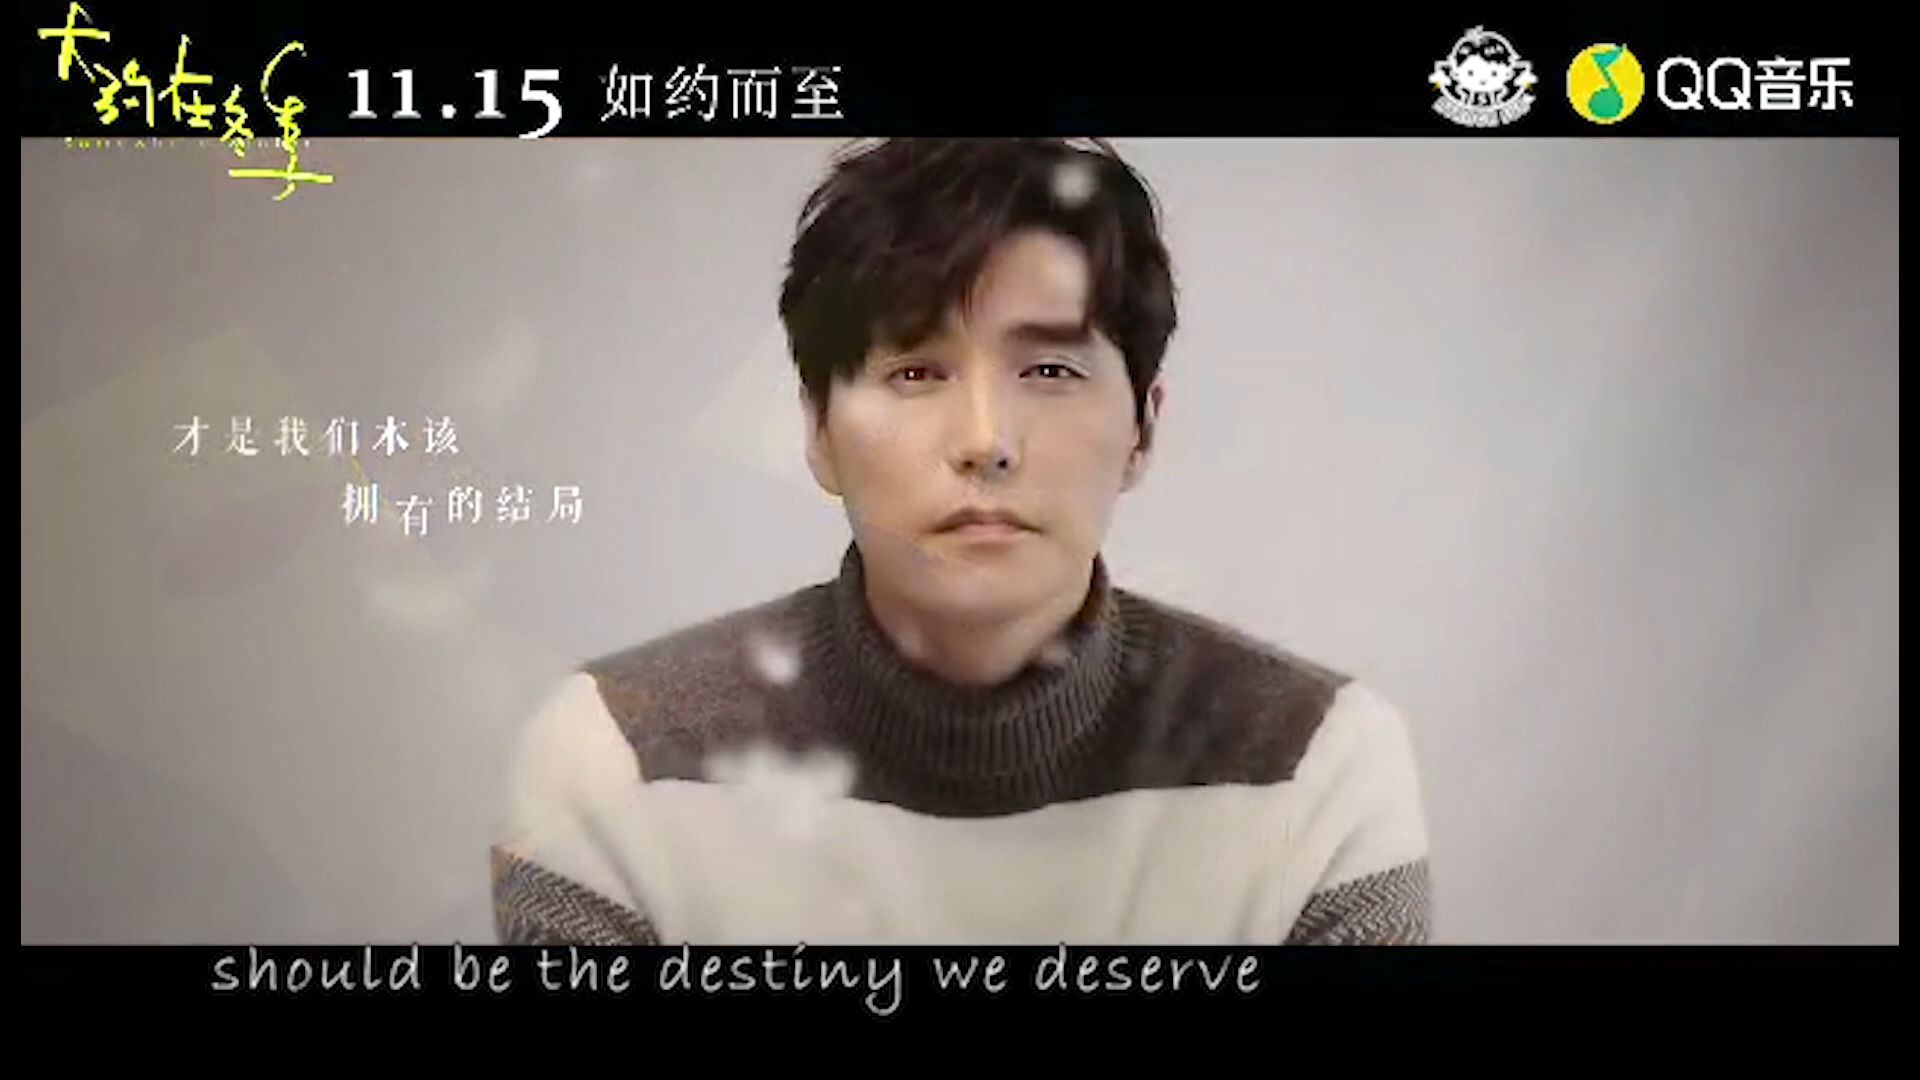 大约在冬季
11.15 如约而至
QQ音乐
才是我们本该
拥有的结局
should be the destiny we deserve